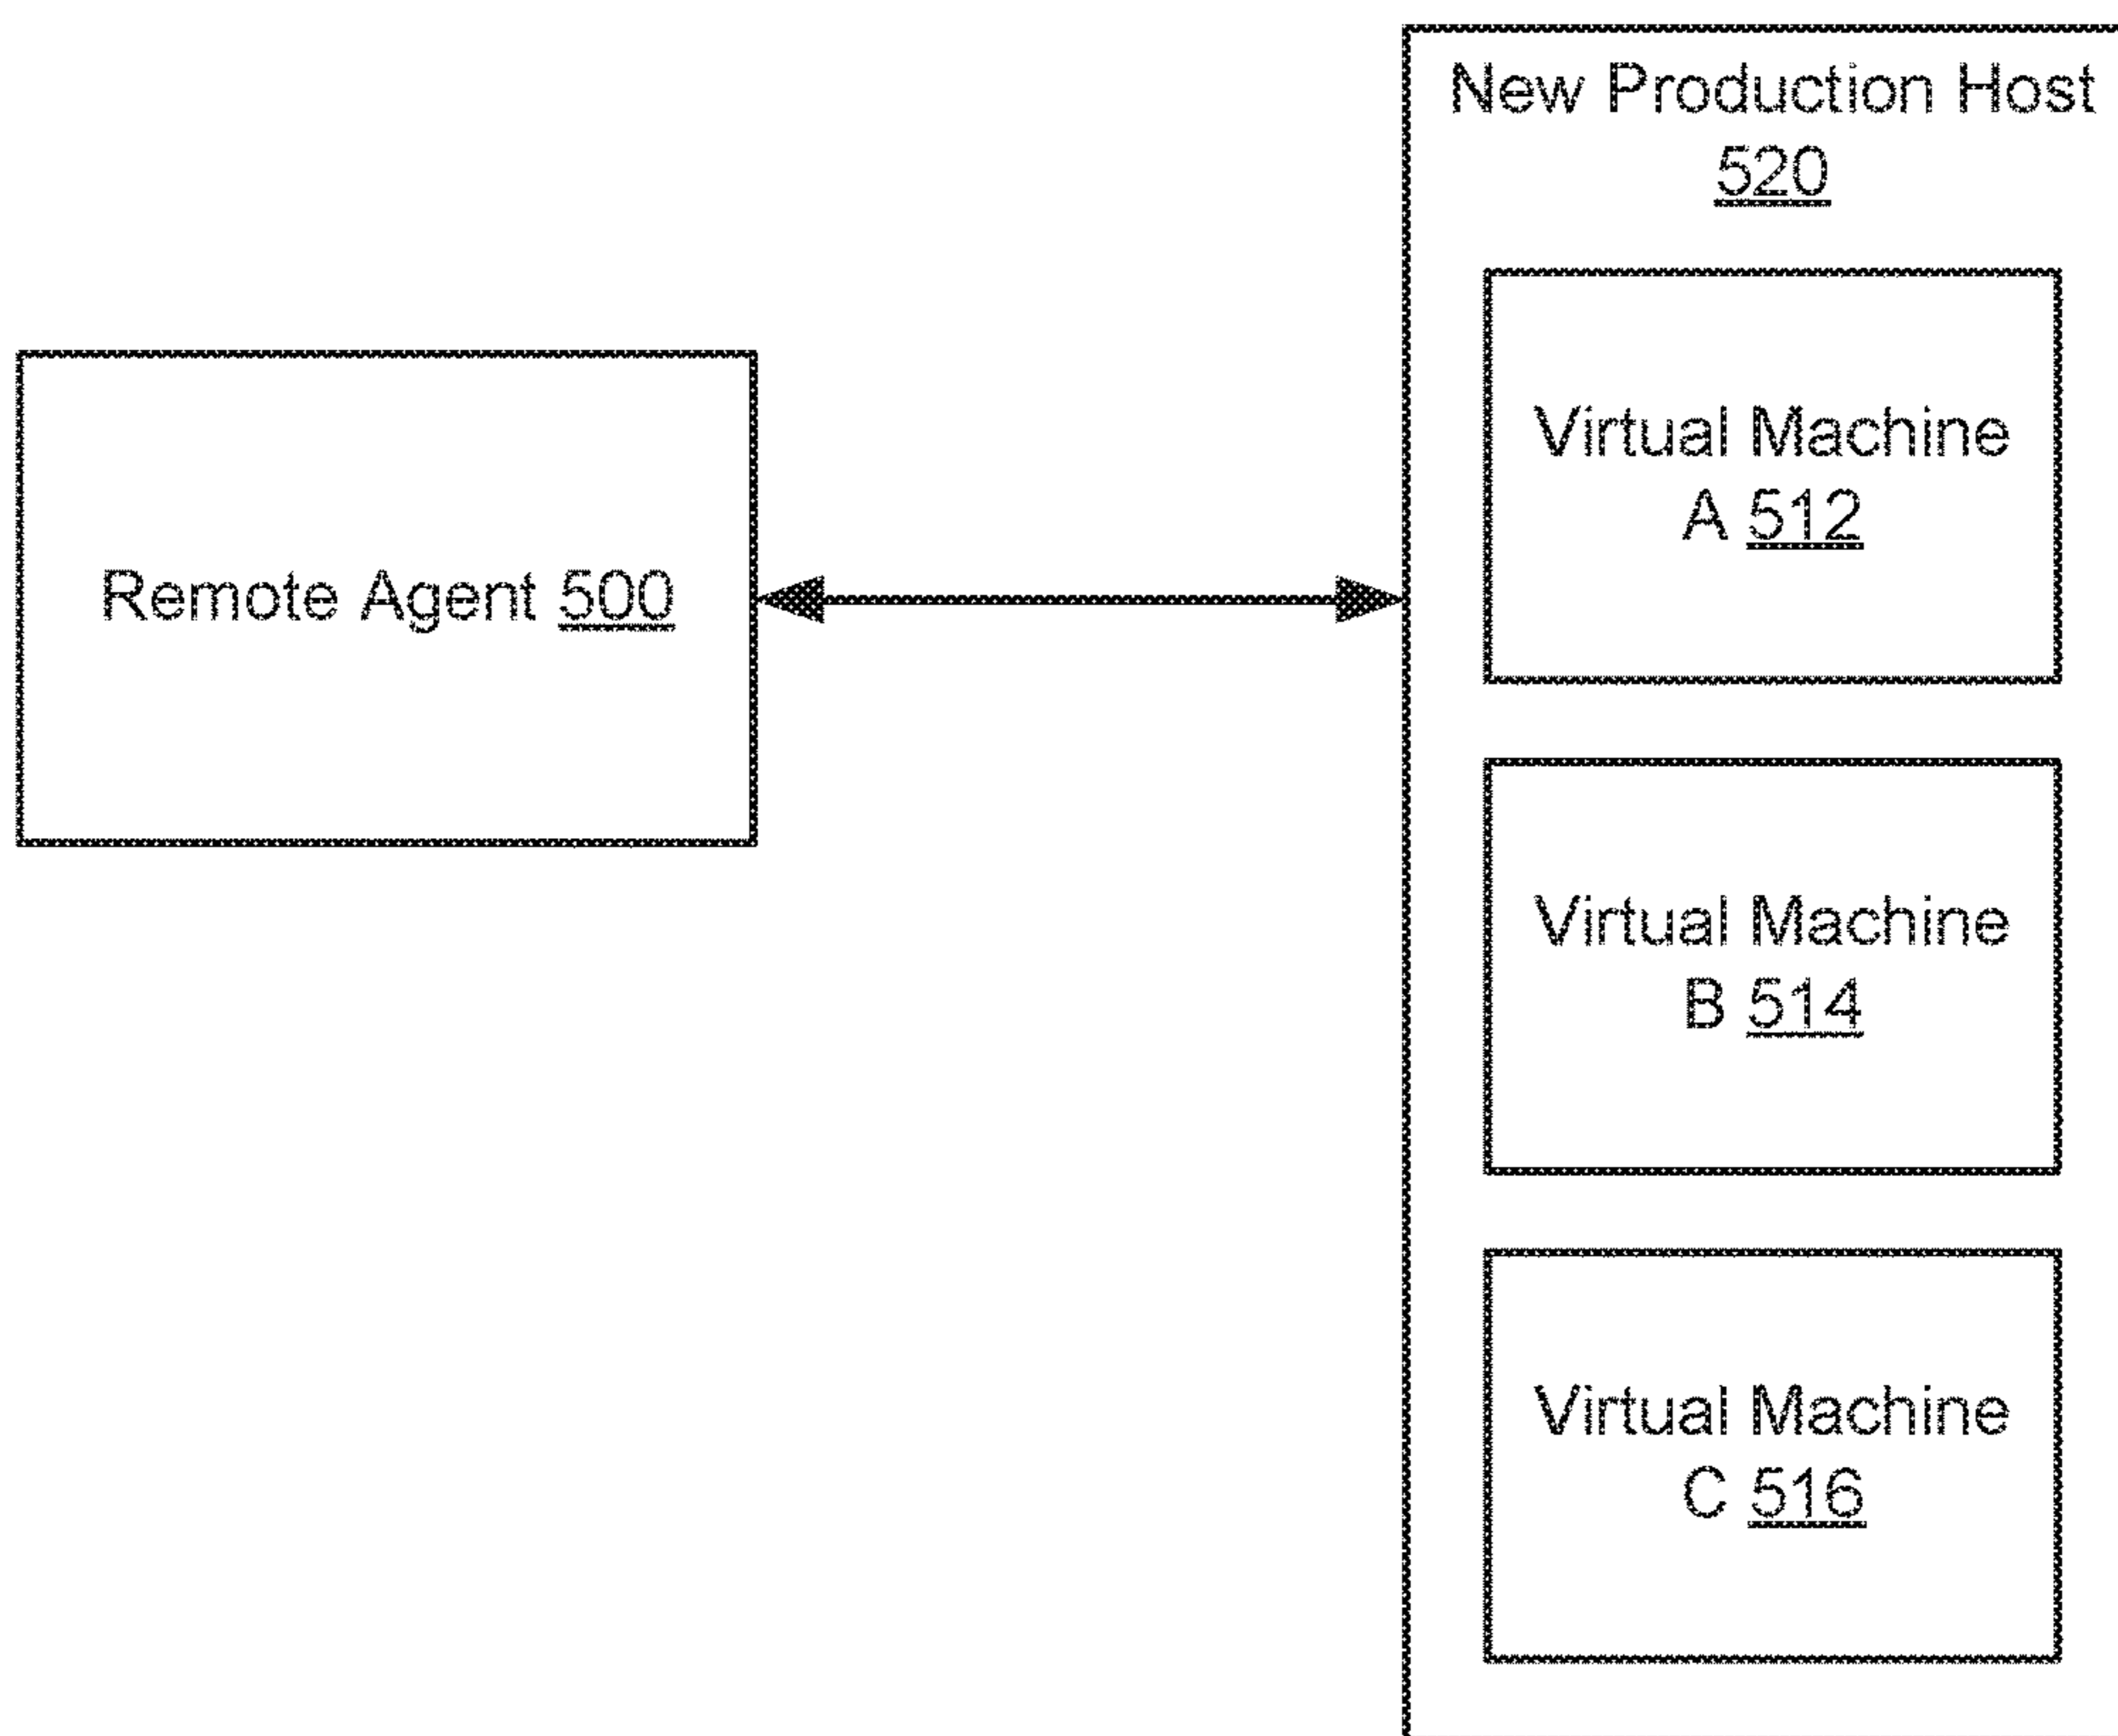 New Production Host
520
Virtual Machine
A 512
Remote Agent 500
Virtual Machine
B 514
Virtual Machine
C 516